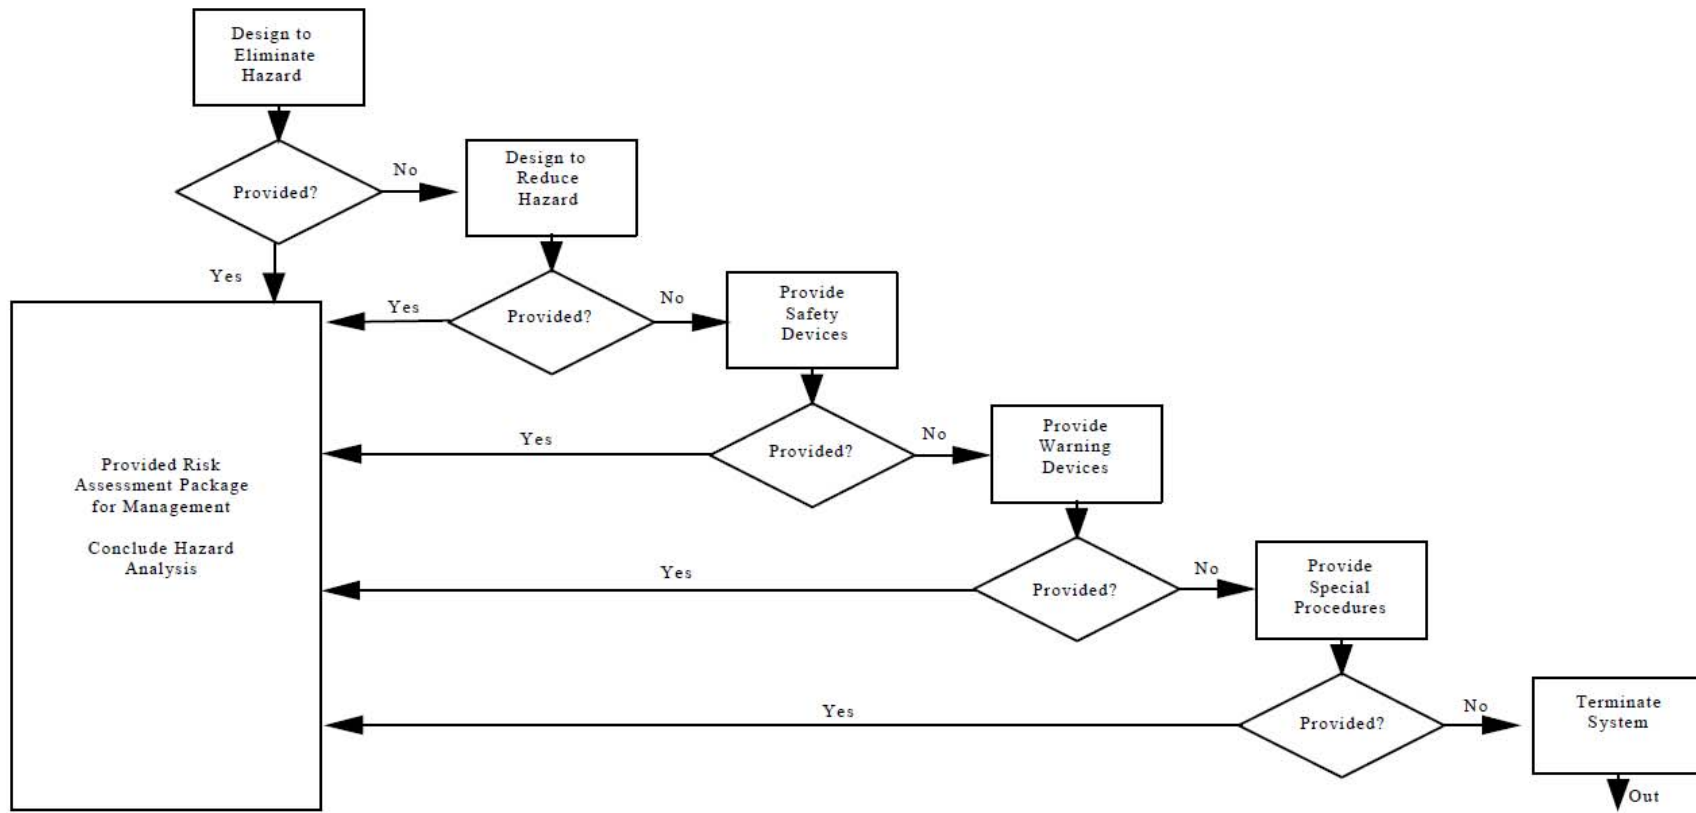 Design to
Eliminate
Hazard
Provided?
No
Yes
Design to
Reduce
Hazard
Provided?
Yes
No
Provide
Safety
Devices
Provided?
Yes
No
Provide
Warning
Devices
Provided?
Yes
No
Provide
Special
Procedures
Provided?
Yes
No
Terminate
System
Out
Provided Risk
Assessment Package
for Management
Conclude Hazard
Analysis